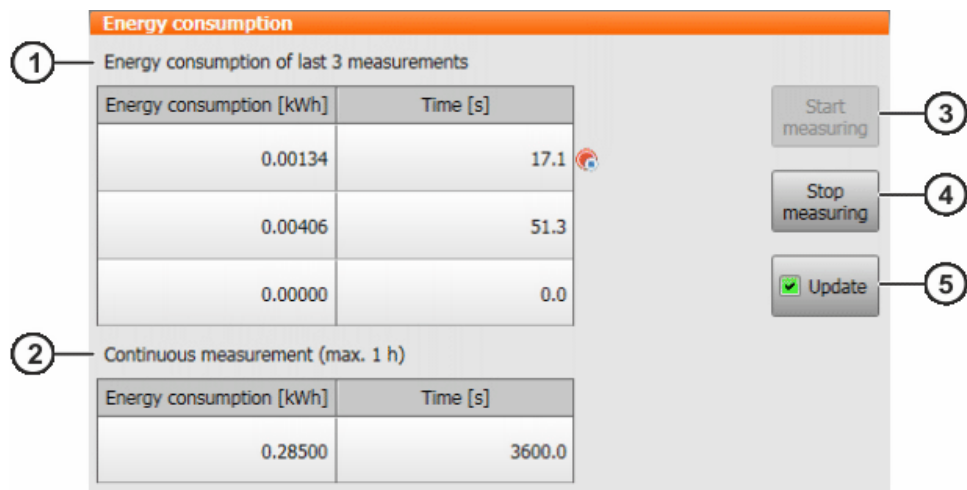 Energy consumption
1
Energy consumption of last 3 measurements
Energy consumption [kWh] Time [s]
Start
measuring
3
0.00134 17.1
Stop
measuring
4
0.00406 51.3
Update
5
0.00000 0.0
2
Continuous measurement (max. 1 h)
Energy consumption [kWh] Time [s]
0.28500 3600.0